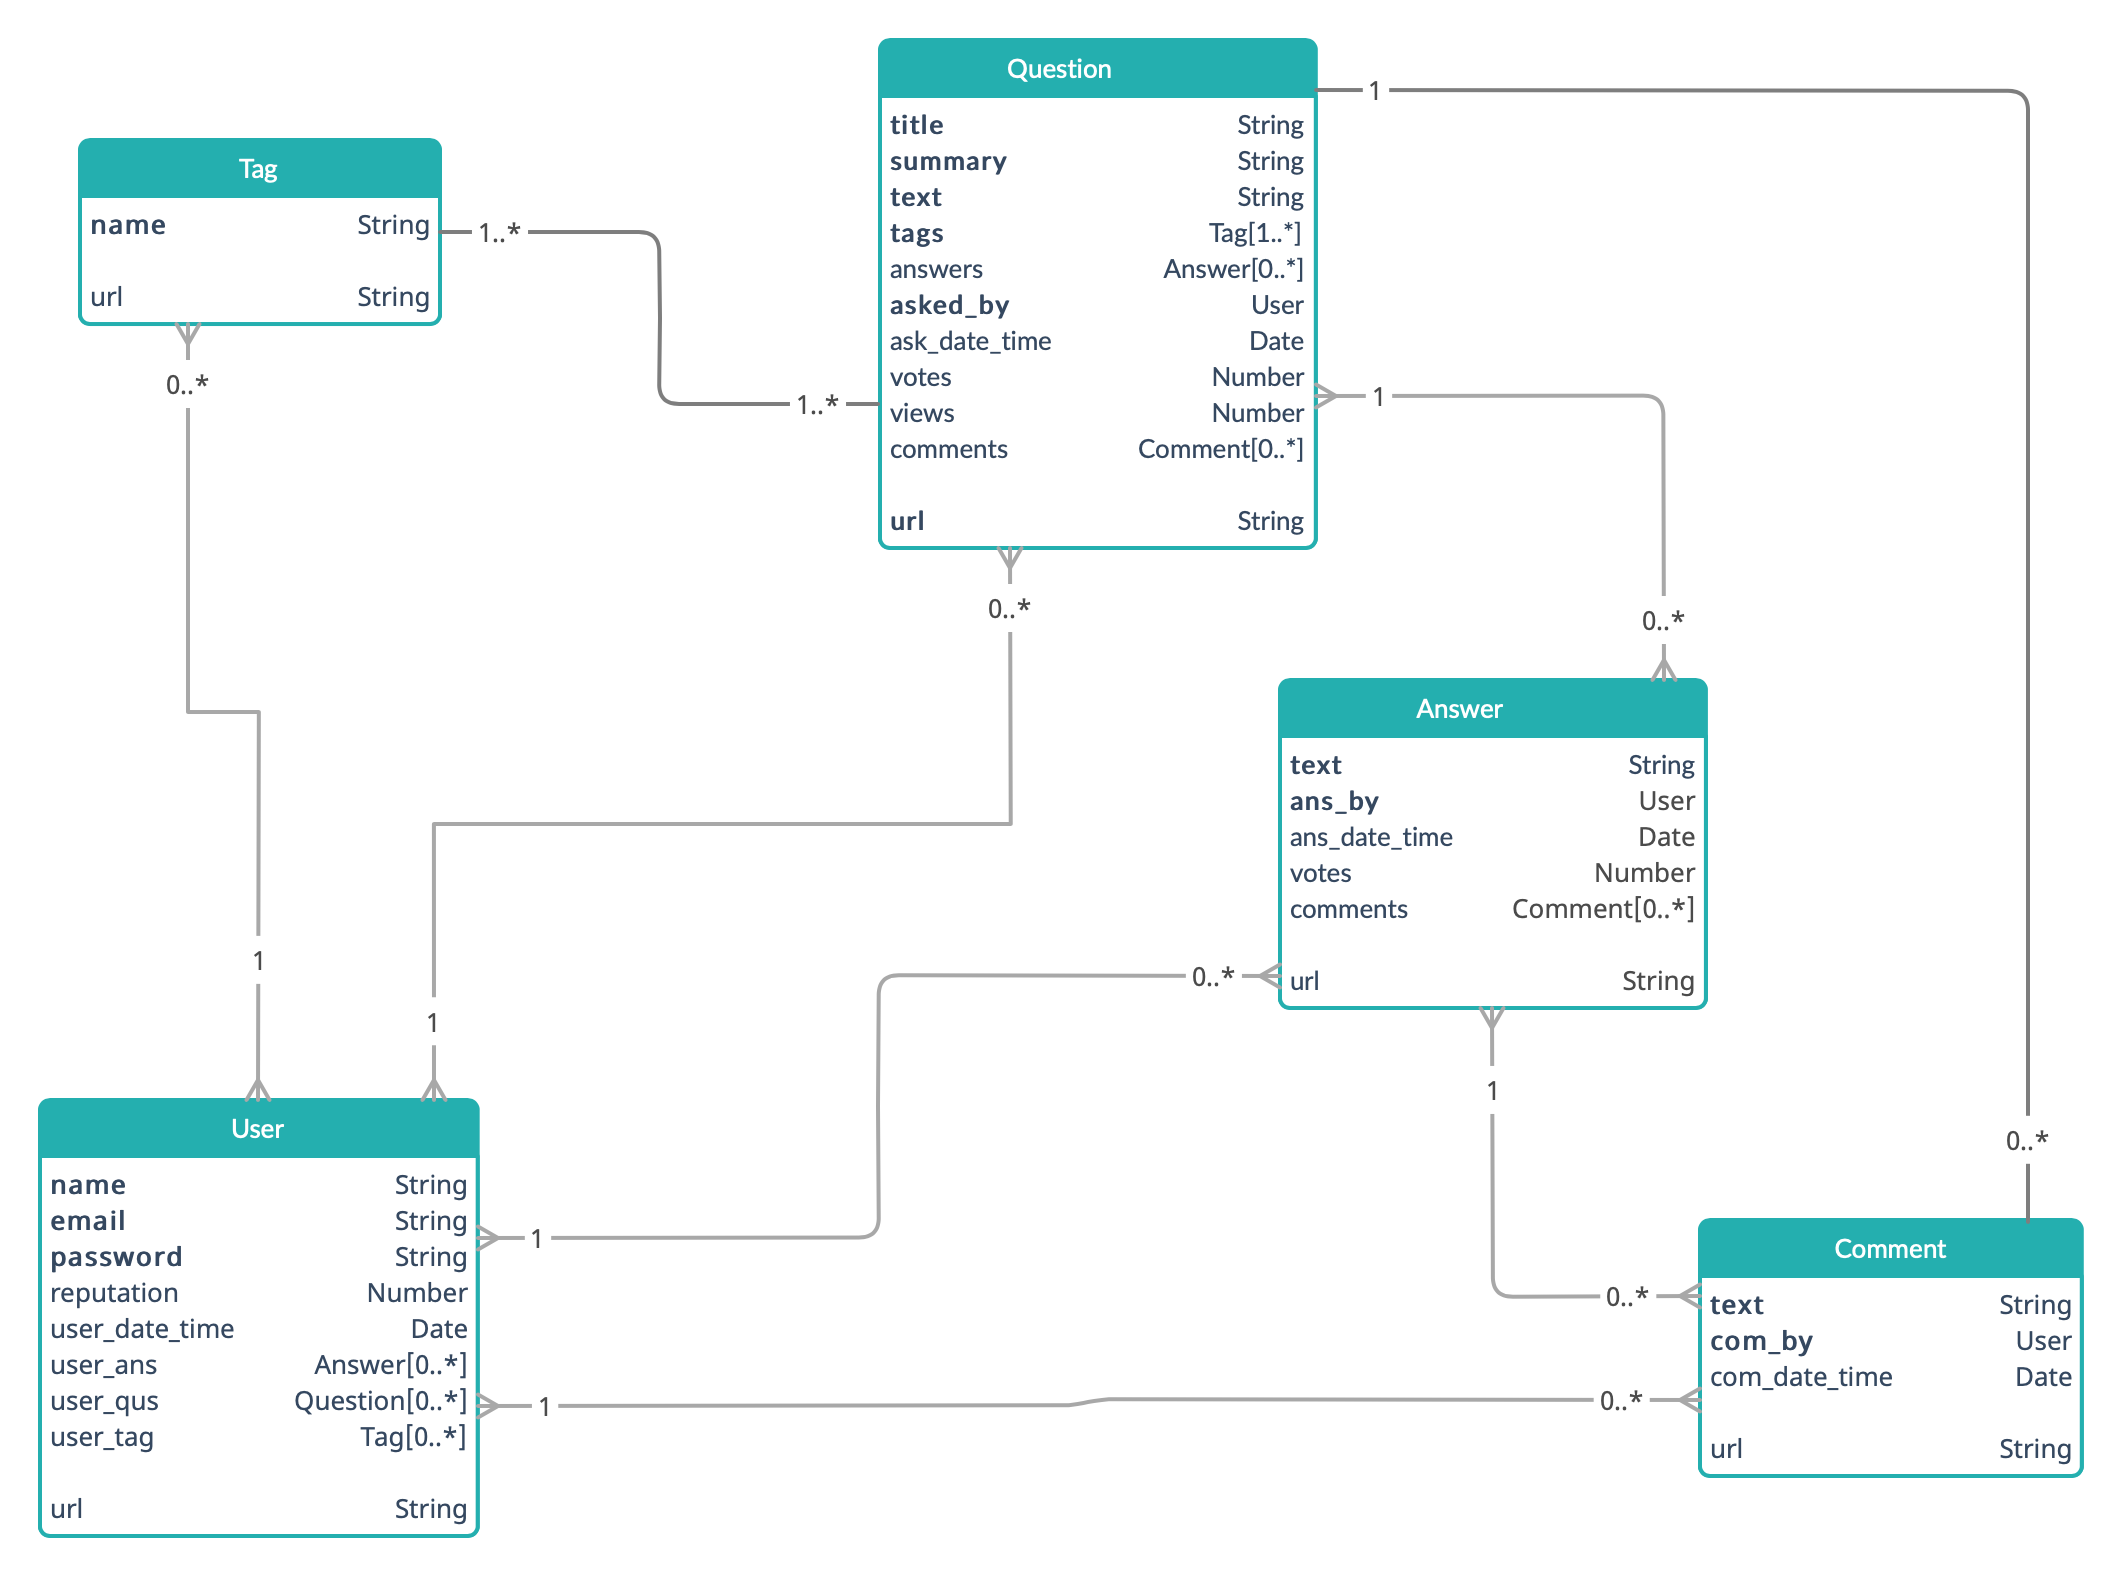 Question
title String
summary String
text String
tags Tag[1..*]
answers Answer[0..*]
asked_by User
ask_date_time Date
votes Number
views Number
comments Comment[0..*]
url String
1
0..*
1
0..*
0..*
1
Tag
name String
url String
1..*
1..*
0..*
1
Answer
text String
ans_by User
ans_date_time Date
votes Number
comments Comment[0..*]
url String
0..*
1
1
0..*
User
name String
email String
password String
reputation Number
user_date_time Date
user_ans Answer[0..*]
user_qus Question[0..*]
user_tag Tag[0..*]
url String
1
0..*
Comment
text String
com_by User
com_date_time Date
url String